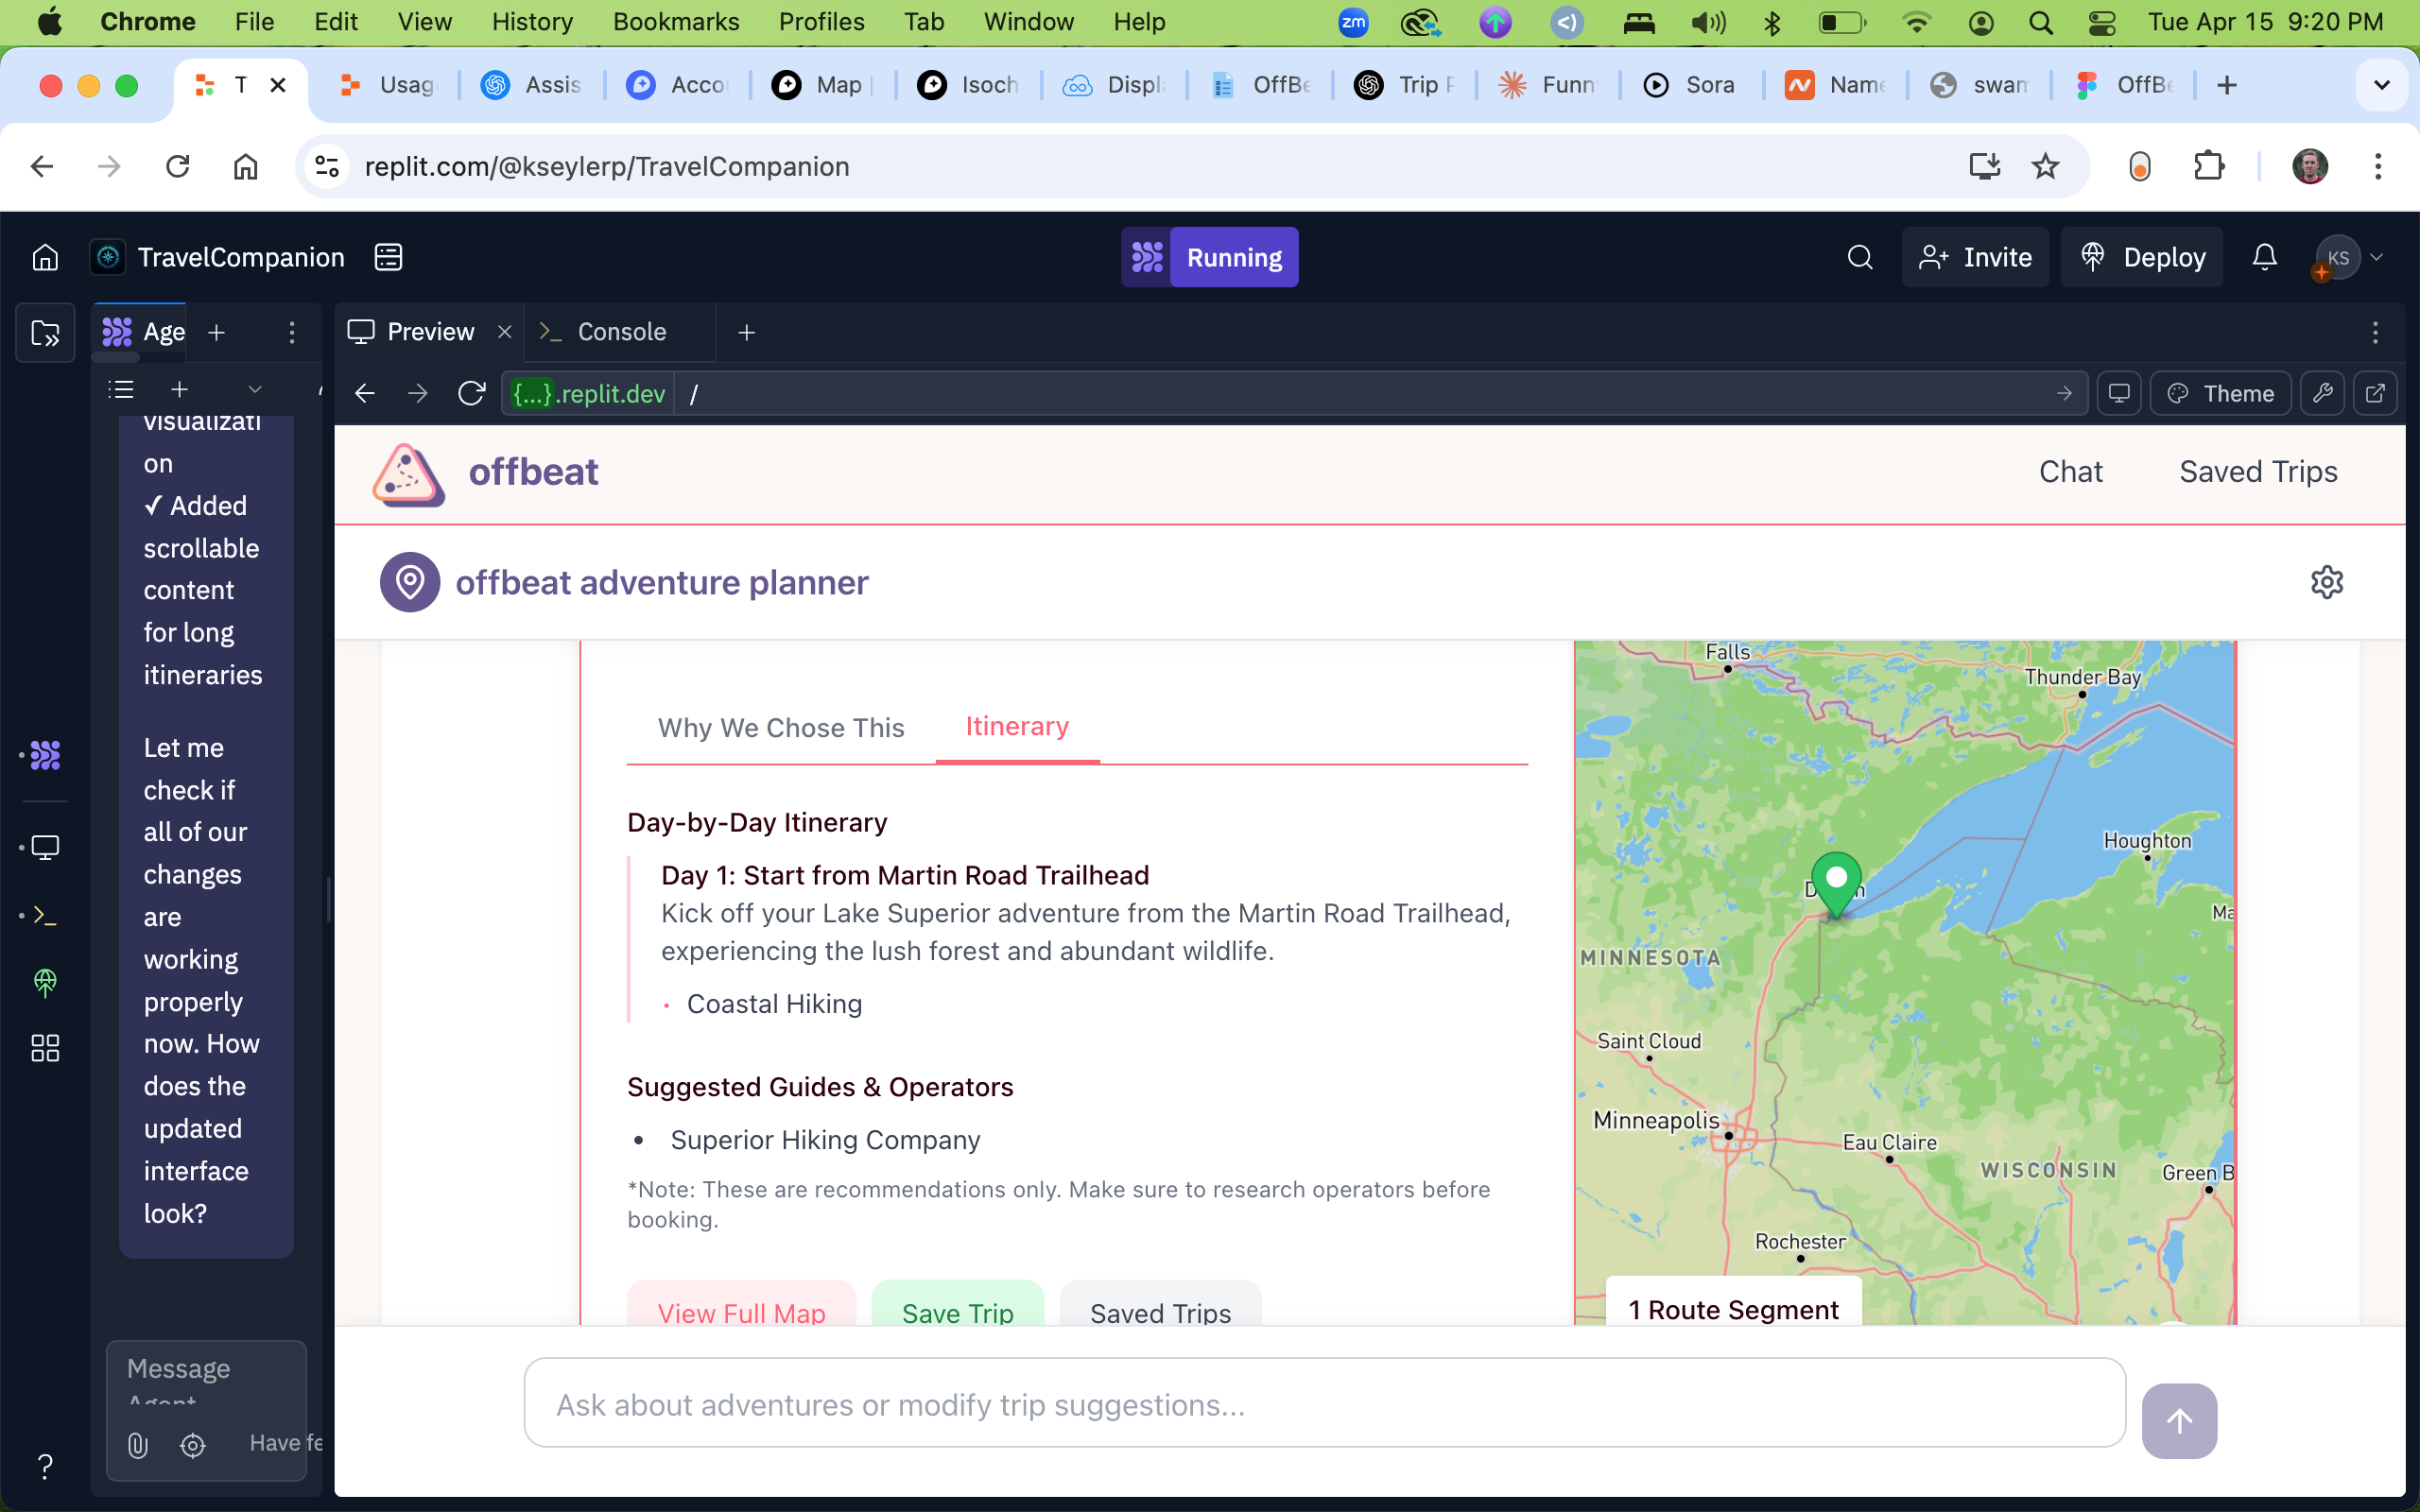 Chrome File Edit View History Bookmarks Profiles Tab Window Help zm Tue Apr 15 9:20 PM
T Usag Assis Acco Map Isoch Displa OffBe Trip Funn Sora Name swan OffBe
replit.com/@kseylerp/TravelCompanion
TravelCompanion Running Invite Deploy KS
Age Preview Console
{...}.replit.dev / Theme
visualizati
on
✓ Added
scrollable
content
for long
itineraries
Let me
check if
all of our
changes
are
working
properly
now. How
does the
updated
interface
look?
Message
Agent
Have fe
offbeat Chat Saved Trips
offbeat adventure planner
Why We Chose This Itinerary
Day-by-Day Itinerary
Day 1: Start from Martin Road Trailhead
Kick off your Lake Superior adventure from the Martin Road Trailhead,
experiencing the lush forest and abundant wildlife.
• Coastal Hiking
Suggested Guides & Operators
• Superior Hiking Company
*Note: These are recommendations only. Make sure to research operators before
booking.
View Full Map Save Trip Saved Trips
Falls
Thunder Bay
Houghton
Ma
MINNESOTA
Saint Cloud
Minneapolis
Eau Claire
WISCONSIN
Green B
Rochester
1 Route Segment
Ask about adventures or modify trip suggestions...